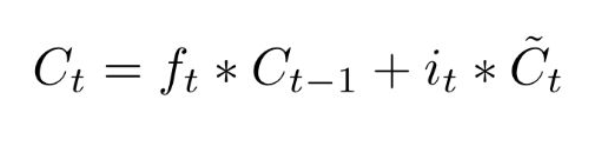 C_t = f_t * C_{t-1} + i_t * \tilde{C}_t